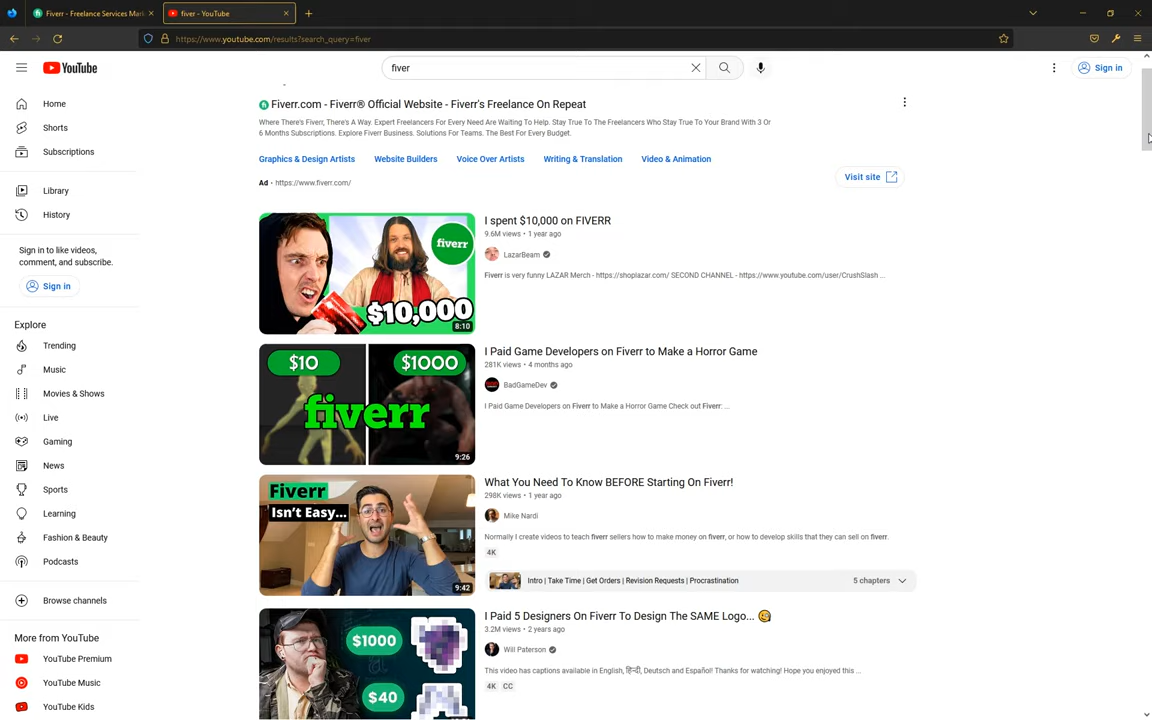 Fiverr - Freelance Services Mar
fiver - YouTube
https://www.youtube.com/results?search_query=fiver
YouTube
fiver
Sign in
Home
Shorts
Subscriptions
Library
History
Sign in to like videos,
comment, and subscribe.
Sign in
Explore
Trending
Music
Movies & Shows
Live
Gaming
News
Sports
Learning
Fashion & Beauty
Podcasts
Browse channels
More from YouTube
YouTube Premium
YouTube Music
YouTube Kids
Fiverr.com - Fiverr® Official Website - Fiverr's Freelance On Repeat
Where There's Fiverr, There's A Way. Expert Freelancers For Every Need Are Waiting To Help. Stay True To The Freelancers Who Stay True To Your Brand With 3 Or
6 Months Subscriptions. Explore Fiverr Business. Solutions For Teams. The Best For Every Budget.
Graphics & Design Artists Website Builders Voice Over Artists Writing & Translation Video & Animation
Visit site
Ad · https://www.fiverr.com/
fiverr
$10,000
8:10
I spent $10,000 on FIVERR
9.6M views • 1 year ago
LazarBeam
Fiverr is very funny LAZAR Merch - https://shoplazar.com/ SECOND CHANNEL - https://www.youtube.com/user/CrushSlash ...
$10 $1000
fiverr
9:26
I Paid Game Developers on Fiverr to Make a Horror Game
281K views • 4 months ago
BadGameDev
I Paid Game Developers on Fiverr to Make a Horror Game Check out Fiverr: ...
Fiverr
Isn't Easy...
9:42
What You Need To Know BEFORE Starting On Fiverr!
298K views • 1 year ago
Mike Nardi
Normally I create videos to teach fiverr sellers how to make money on fiverr, or how to develop skills that they can sell on fiverr.
4K
Intro | Take Time | Get Orders | Revision Requests | Procrastination 5 chapters
$1000
$40
I Paid 5 Designers On Fiverr To Design The SAME Logo...
3.2M views • 2 years ago
Will Paterson
This video has captions available in English, हिन्दी, Deutsch and Español! Thanks for watching! Hope you enjoyed this ...
4K CC